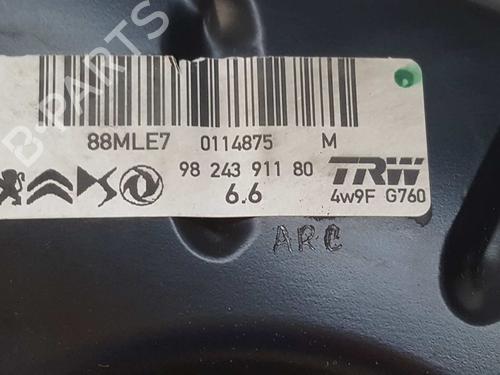 B-PARTS
88MLE7 0114875 M
98 243 911 80 TRW
6.6 4w9F G760
ARC